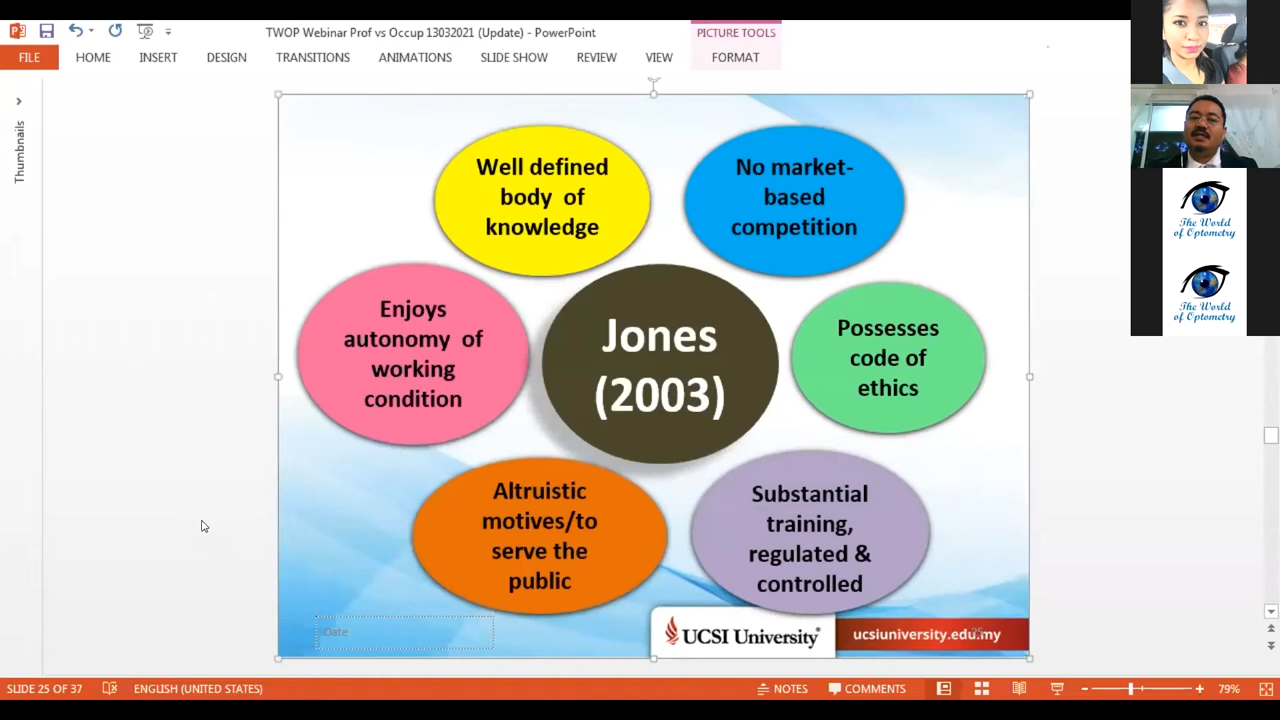 TWOP Webinar Prof vs Occup 13032021 (Update) - PowerPoint
PICTURE TOOLS
FILE
HOME
INSERT
DESIGN
TRANSITIONS
ANIMATIONS
SLIDE SHOW
REVIEW
VIEW
FORMAT
Thumbnails
Well defined
body of
knowledge
No market-
based
competition
Enjoys
autonomy of
working
condition
Jones
(2003)
Possesses
code of
ethics
Altruistic
motives/to
serve the
public
Substantial
training,
regulated &
controlled
Date
UCSI University
ucsiuniversity.edu.my
25
The World
of Optometry
The World
of Optometry
SLIDE 25 OF 37
ENGLISH (UNITED STATES)
NOTES
COMMENTS
79%